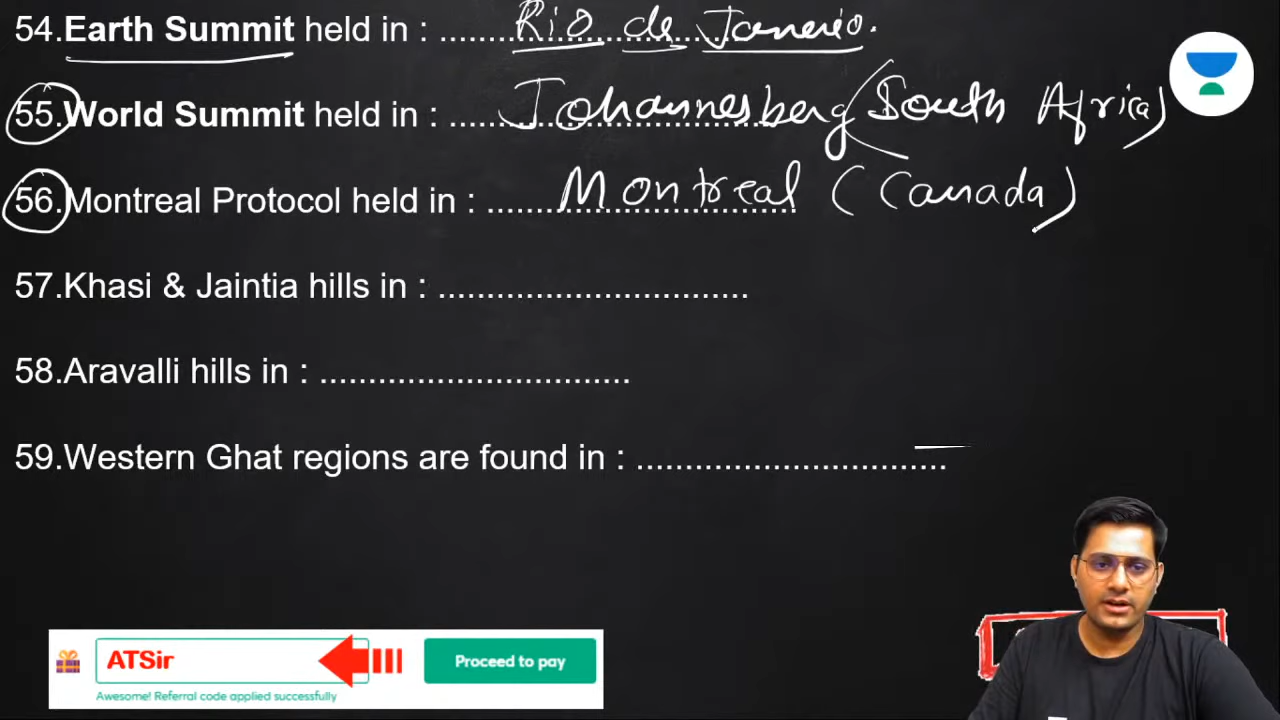 54.Earth Summit held in : .............................. Rio de Janerio.
55.World Summit held in : .............................. Johannesberg (South Africa)
56.Montreal Protocol held in : .............................. Montreal (Canada)
57.Khasi & Jaintia hills in : ..............................
58.Aravalli hills in : ..............................
59.Western Ghat regions are found in : ..............................
ATSir
Proceed to pay
Awesome! Referral code applied successfully